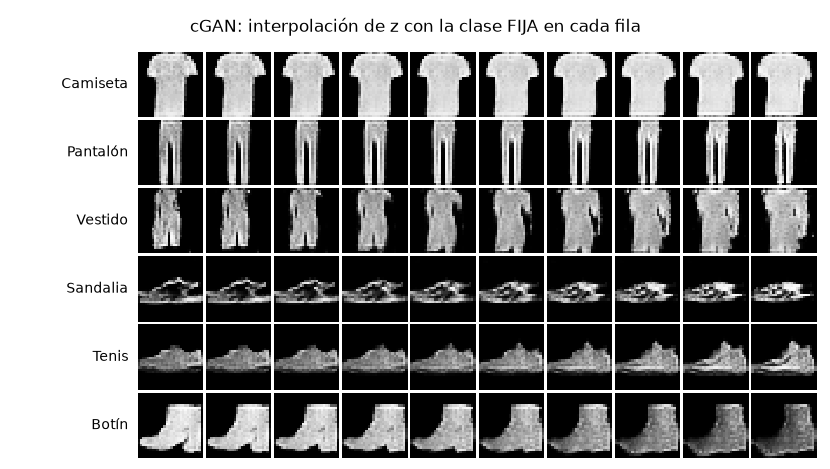 cGAN: interpolación de z con la clase FIJA en cada fila
Camiseta
Pantalón
Vestido
Sandalia
Tenis
Botín